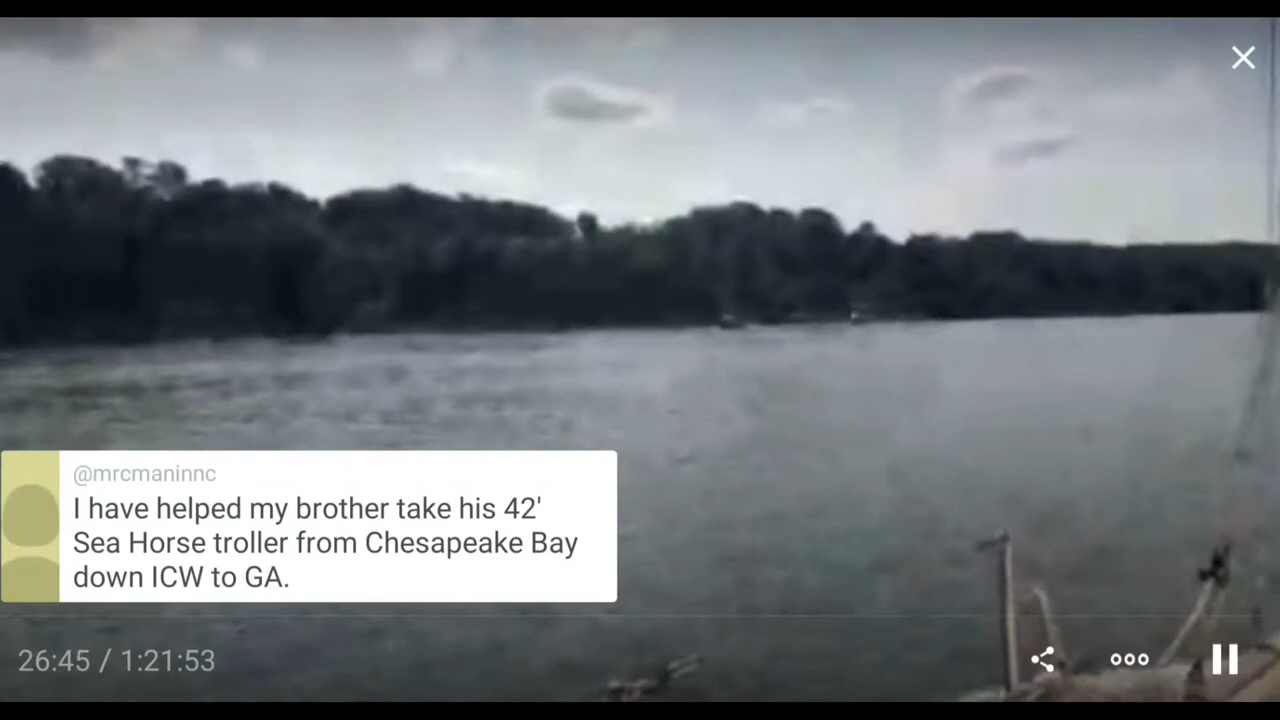 @mrcmaninnc
I have helped my brother take his 42'
Sea Horse troller from Chesapeake Bay
down ICW to GA.
26:45 / 1:21:53